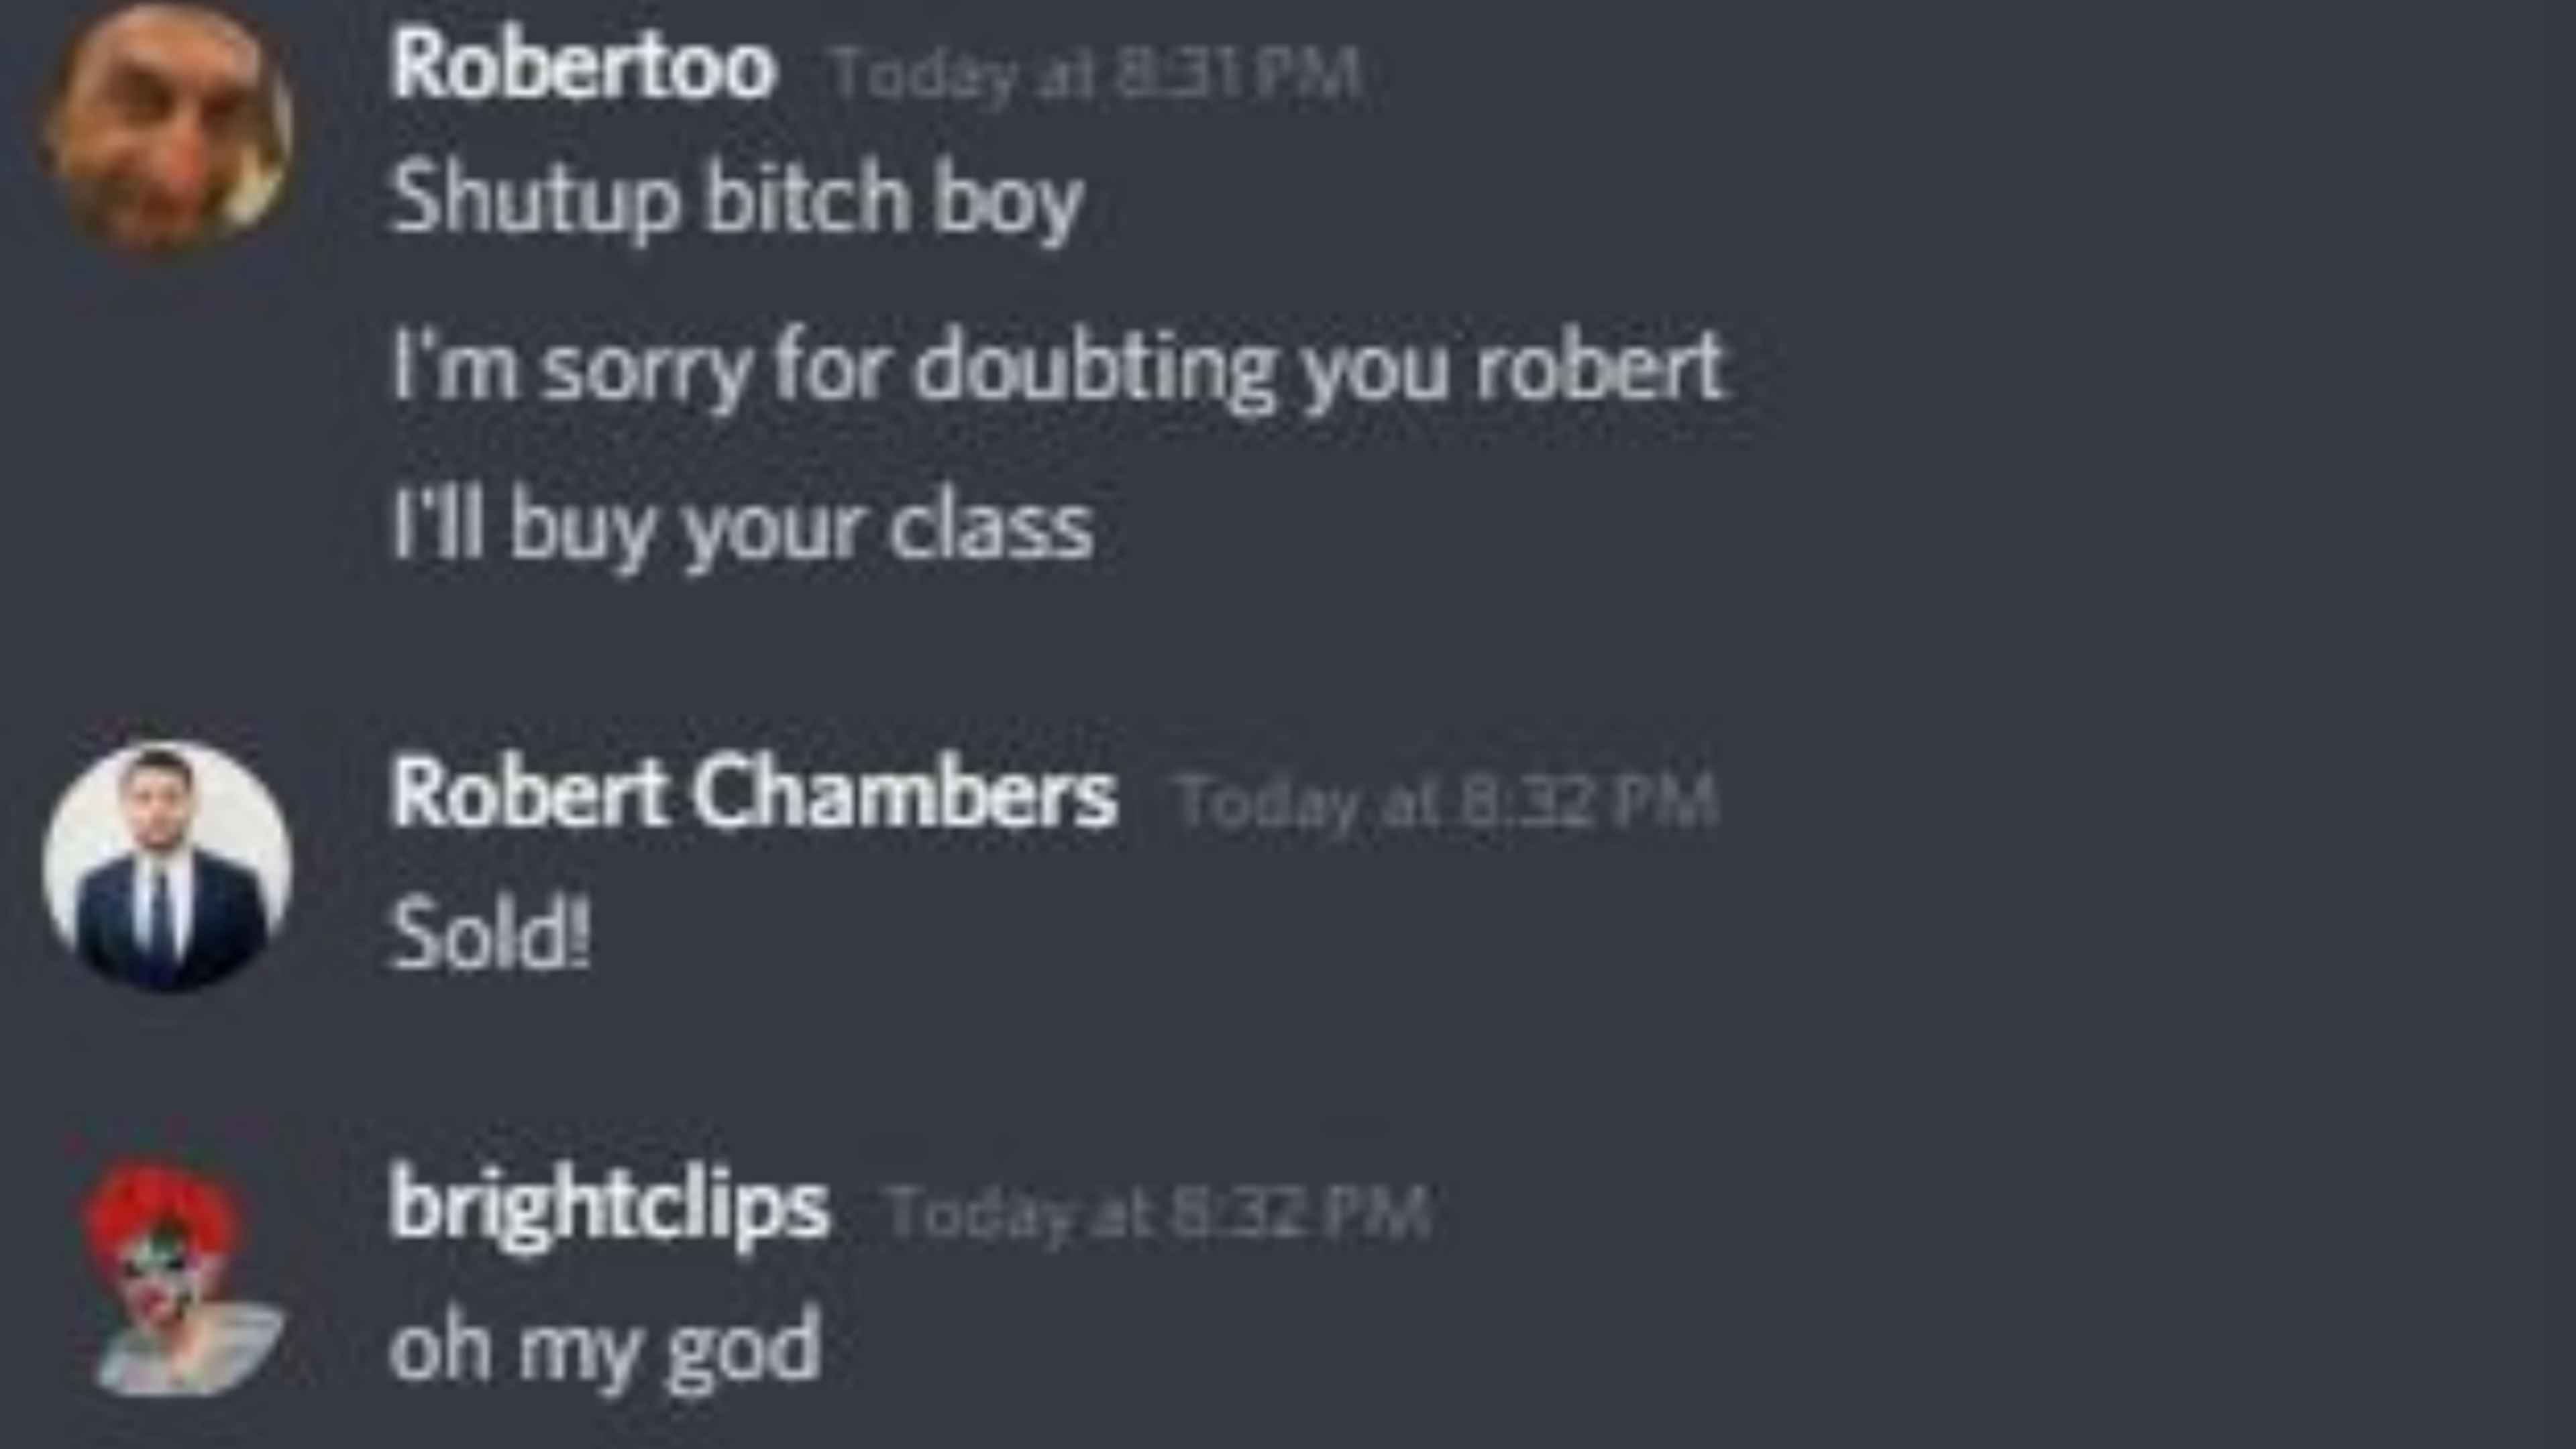 Robertoo Today at 8:31 PM
Shutup bitch boy
I'm sorry for doubting you robert
I'll buy your class
Robert Chambers Today at 8:32 PM
Sold!
brightclips Today at 8:32 PM
oh my god